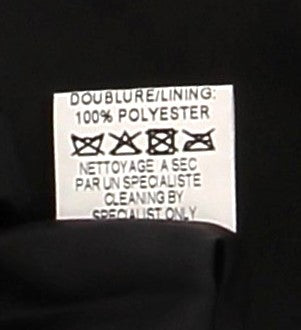 DOUBLURE/LINING:
100% POLYESTER
NETTOYAGE A SEC
PAR UN SPECIALISTE
CLEANING BY
SPECIALIST ONLY